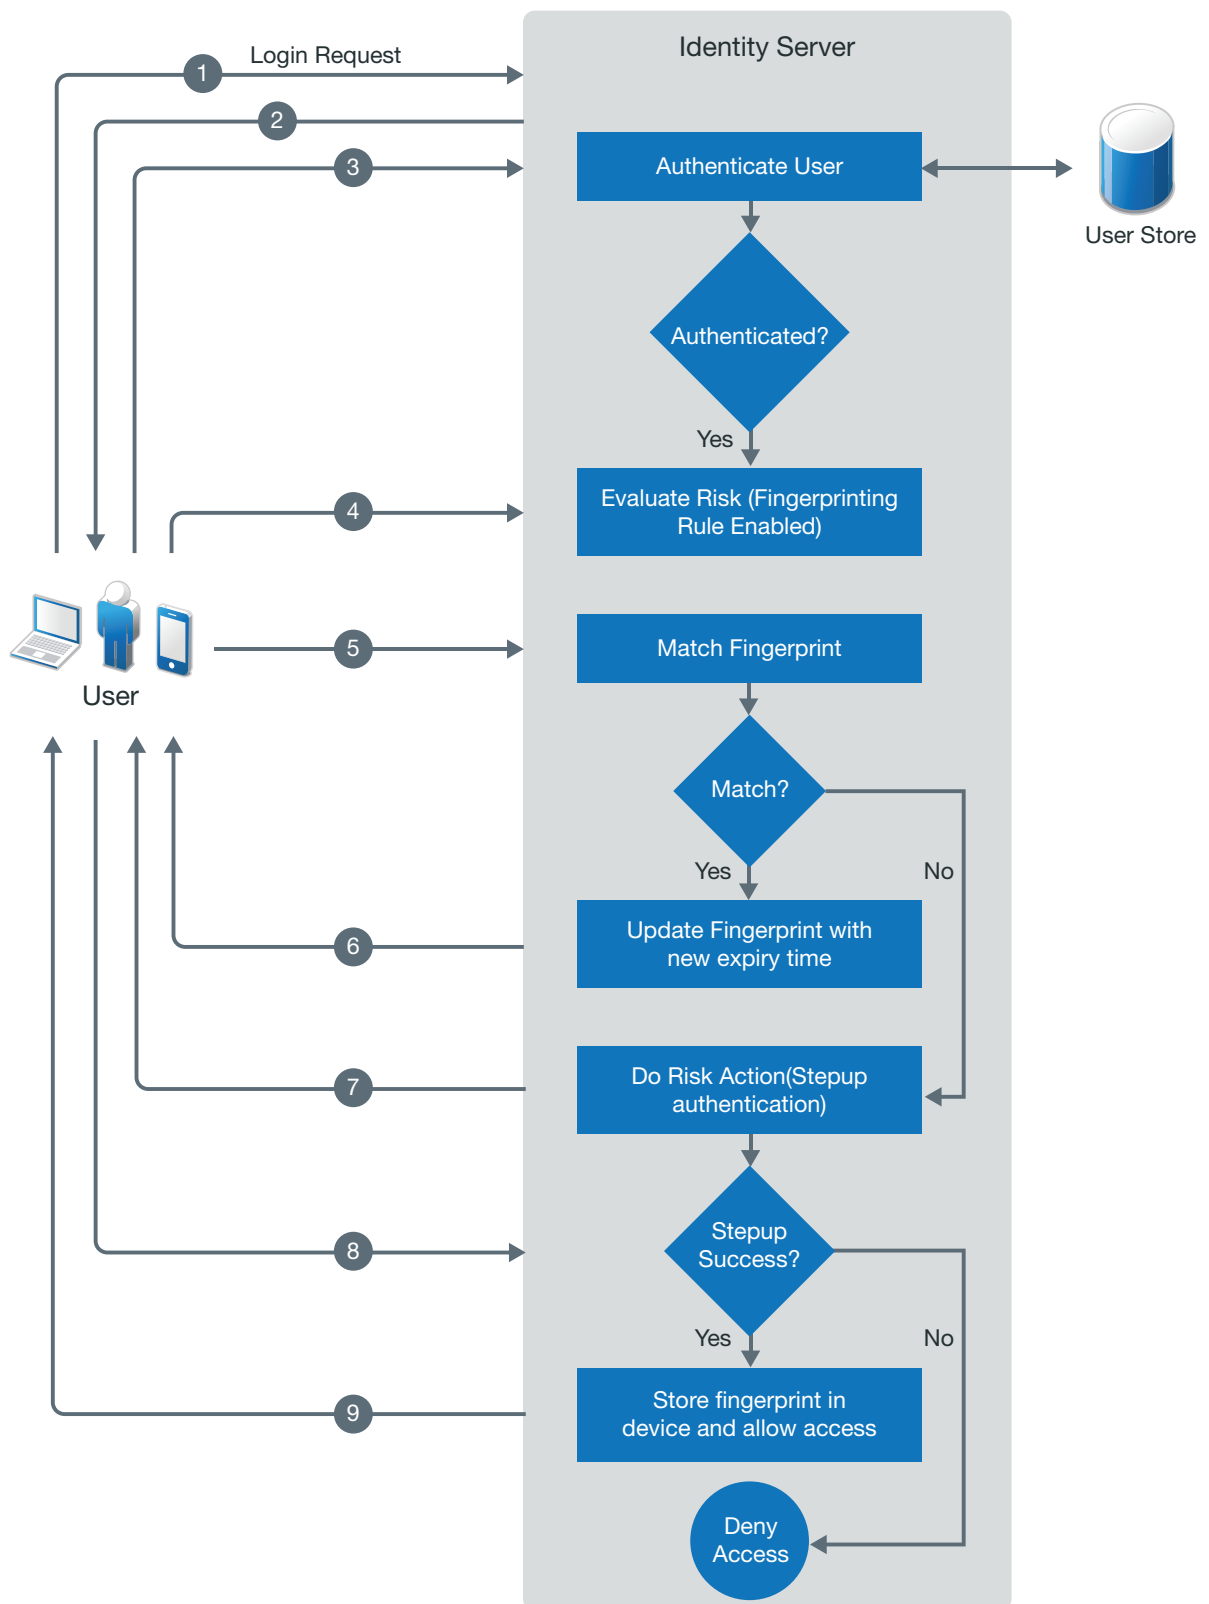 Identity Server
Login Request
1
2
3
Authenticate User
User Store
Authenticated?
Yes
4
Evaluate Risk (Fingerprinting
Rule Enabled)
5
Match Fingerprint
User
Match?
Yes
No
6
Update Fingerprint with
new expiry time
7
Do Risk Action(Stepup
authentication)
8
Stepup
Success?
Yes
No
9
Store fingerprint in
device and allow access
Deny
Access